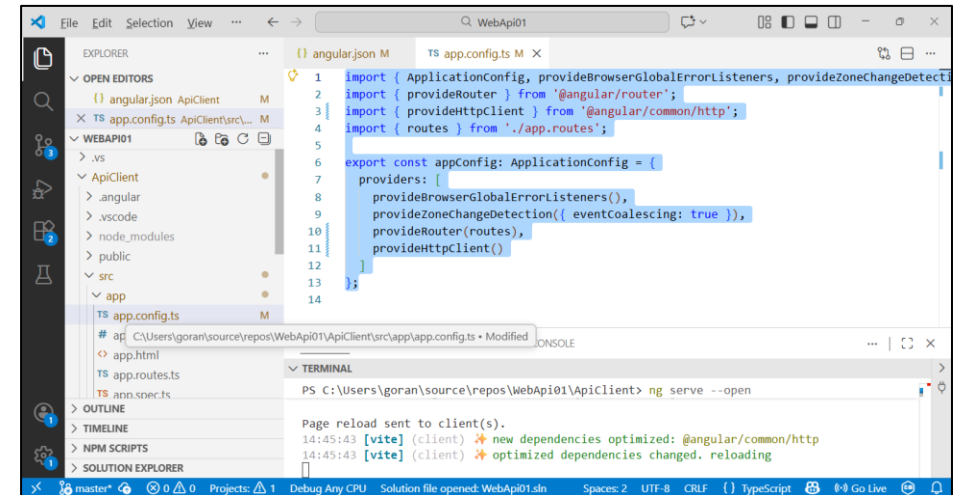 File Edit Selection View ··· WebApi01
EXPLORER ···
OPEN EDITORS
{} angular.json ApiClient M
TS app.config.ts ApiClient\src\... M
WEBAPI01
.vs
ApiClient
.angular
.vscode
node_modules
public
src
app
TS app.config.ts M
# ap
C:\Users\goran\source\repos\WebApi01\ApiClient\src\app\app.config.ts • Modified
<> app.html
TS app.routes.ts
TS app.spec.ts
OUTLINE
TIMELINE
NPM SCRIPTS
SOLUTION EXPLORER
3
2
1
1
{} angular.json M TS app.config.ts M
1 import { ApplicationConfig, provideBrowserGlobalErrorListeners, provideZoneChangeDetecti
2 import { provideRouter } from '@angular/router';
3 import { provideHttpClient } from '@angular/common/http';
4 import { routes } from './app.routes';
5
6 export const appConfig: ApplicationConfig = {
7 providers: [
8 provideBrowserGlobalErrorListeners(),
9 provideZoneChangeDetection({ eventCoalescing: true }),
10 provideRouter(routes),
11 provideHttpClient()
12 ]
13 };
14
ONSOLE ···
TERMINAL
PS C:\Users\goran\source\repos\WebApi01\ApiClient> ng serve --open
Page reload sent to client(s).
14:45:43 [vite] (client) ✨ new dependencies optimized: @angular/common/http
14:45:43 [vite] (client) ✨ optimized dependencies changed. reloading
master* 0 0 Projects: 1 Debug Any CPU Solution file opened: WebApi01.sln Spaces: 2 UTF-8 CRLF {} TypeScript Go Live